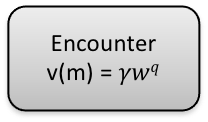 Encounter
v(m) = γw^q